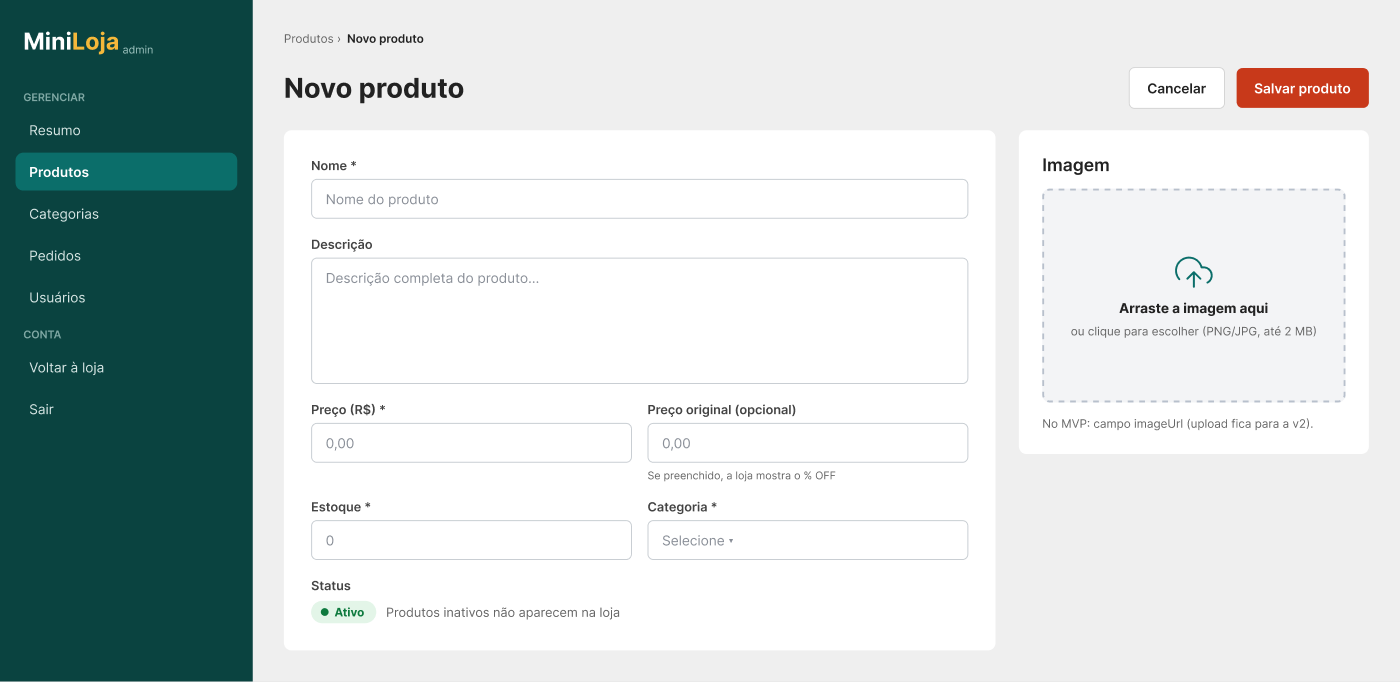 MiniLoja admin
GERENCIAR
Resumo
Produtos
Categorias
Pedidos
Usuários
CONTA
Voltar à loja
Sair
Produtos › Novo produto
Novo produto
Cancelar
Salvar produto
Nome *
Nome do produto
Descrição
Descrição completa do produto...
Preço (R$) *
0,00
Preço original (opcional)
0,00
Se preenchido, a loja mostra o % OFF
Estoque *
0
Categoria *
Selecione ▾
Status
● Ativo
Produtos inativos não aparecem na loja
Imagem
Arraste a imagem aqui
ou clique para escolher (PNG/JPG, até 2 MB)
No MVP: campo imageUrl (upload fica para a v2).